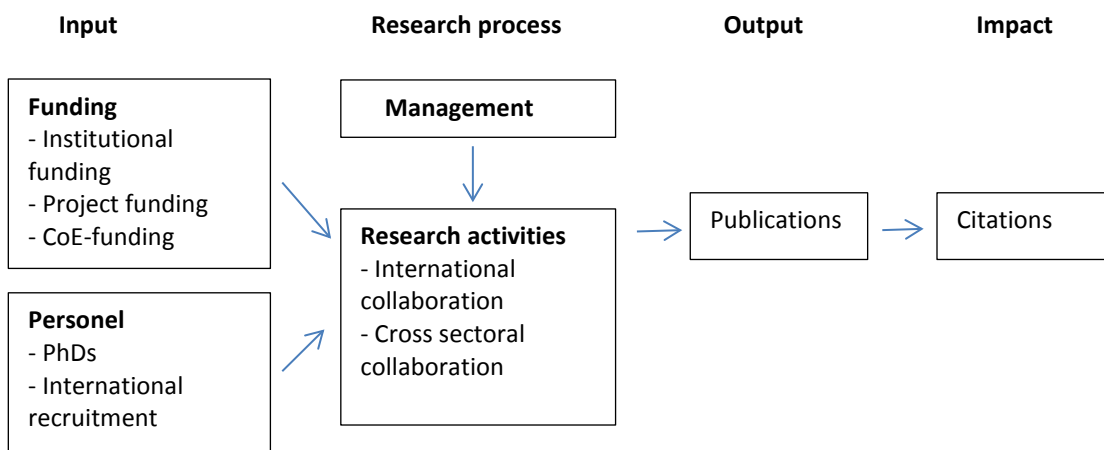 Input
Research process
Output
Impact
Funding
- Institutional
funding
- Project funding
- CoE-funding
Personel
- PhDs
- International
recruitment
Management
Research activities
- International
collaboration
- Cross sectoral
collaboration
Publications
Citations